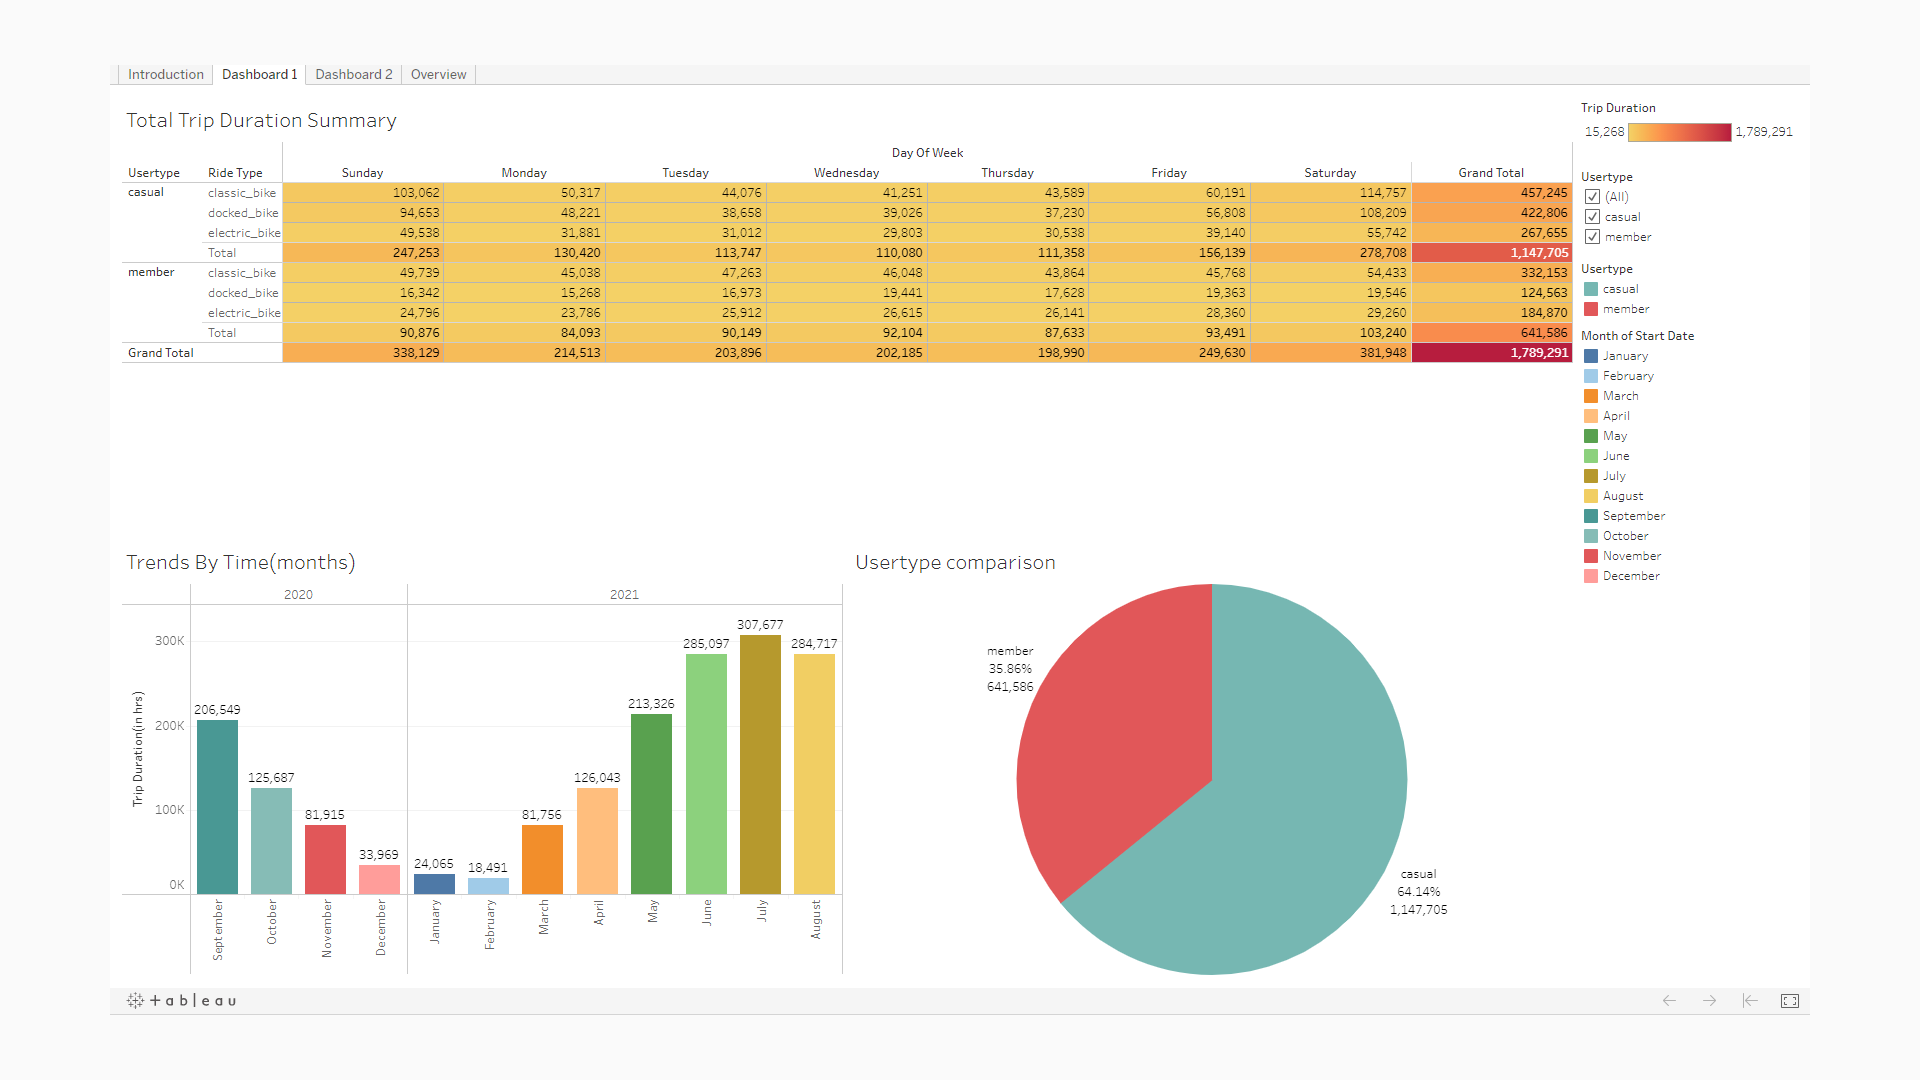 Introduction Dashboard 1 Dashboard 2 Overview
Total Trip Duration Summary
Day Of Week
Usertype Ride Type Sunday Monday Tuesday Wednesday Thursday Friday Saturday Grand Total
casual classic_bike 103,062 50,317 44,076 41,251 43,589 60,191 114,757 457,245
docked_bike 94,653 48,221 38,658 39,026 37,230 56,808 108,209 422,806
electric_bike 49,538 31,881 31,012 29,803 30,538 39,140 55,742 267,655
Total 247,253 130,420 113,747 110,080 111,358 156,139 278,708 1,147,705
member classic_bike 49,739 45,038 47,263 46,048 43,864 45,768 54,433 332,153
docked_bike 16,342 15,268 16,973 19,441 17,628 19,363 19,546 124,563
electric_bike 24,796 23,786 25,912 26,615 26,141 28,360 29,260 184,870
Total 90,876 84,093 90,149 92,104 87,633 93,491 103,240 641,586
Grand Total 338,129 214,513 203,896 202,185 198,990 249,630 381,948 1,789,291
Trip Duration
15,268 1,789,291
Usertype
(All)
casual
member
Usertype
casual
member
Month of Start Date
January
February
March
April
May
June
July
August
September
October
November
December
Trends By Time(months)
2020 2021
Trip Duration(in hrs)
300K
200K
100K
0K
206,549
125,687
81,915
33,969
24,065
18,491
81,756
126,043
213,326
285,097
307,677
284,717
September
October
November
December
January
February
March
April
May
June
July
August
Usertype comparison
member
35.86%
641,586
casual
64.14%
1,147,705
+ableau